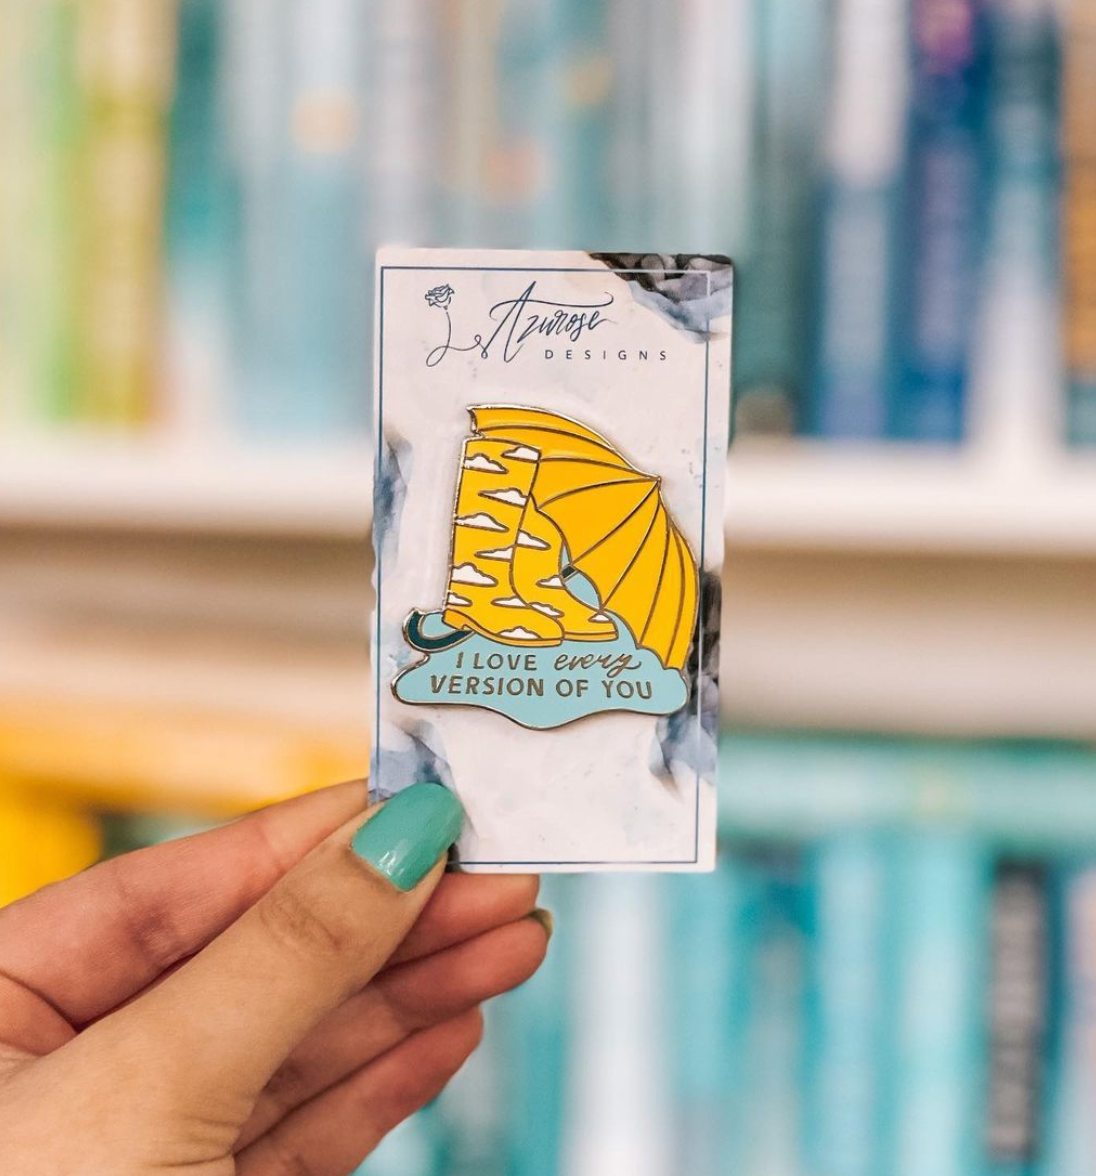 Azurose
DESIGNS
I LOVE every
VERSION OF YOU